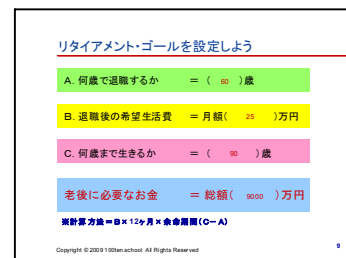 リタイアメント・ゴールを設定しよう
A. 何歳で退職するか ＝（ 60 ）歳
B. 退職後の希望生活費 ＝ 月額（ 25 ）万円
C. 何歳まで生きるか ＝（ 90 ）歳
老後に必要なお金 ＝ 総額（ 9000 ）万円
※計算方法＝B×12ヶ月×余命期間（C－A）
Copyright © 2009 100ten.school All Rights Reserved 9